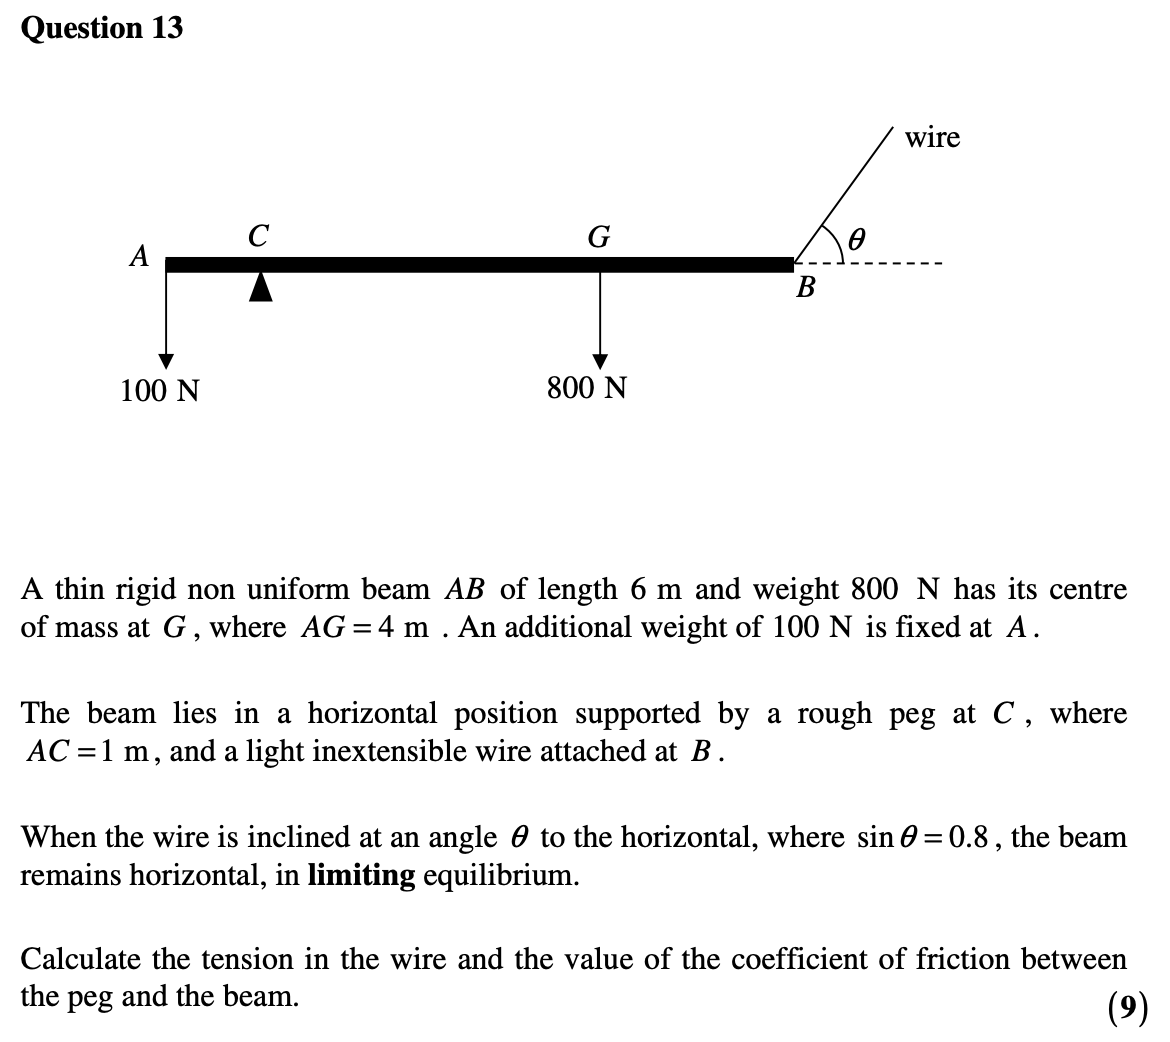 Question 13
wire
C
G
θ
A
B
100 N
800 N
A thin rigid non uniform beam AB of length 6 m and weight 800 N has its centre
of mass at G, where AG = 4 m . An additional weight of 100 N is fixed at A.
The beam lies in a horizontal position supported by a rough peg at C, where
AC = 1 m, and a light inextensible wire attached at B.
When the wire is inclined at an angle θ to the horizontal, where sin θ = 0.8, the beam
remains horizontal, in limiting equilibrium.
Calculate the tension in the wire and the value of the coefficient of friction between
the peg and the beam.
(9)